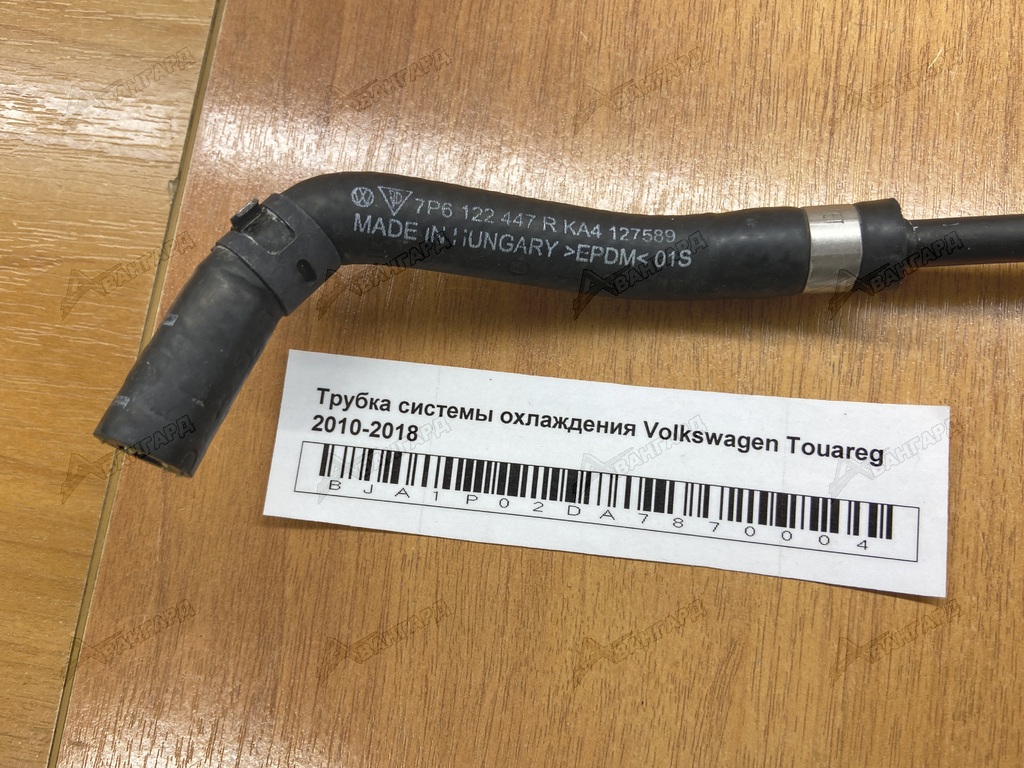 7P6 122 447 R KA4 127589
MADE IN HUNGARY >EPDM< 01S
Трубка системы охлаждения Volkswagen Touareg
2010-2018
BJA1P02DA7870004
АВАНГАРД